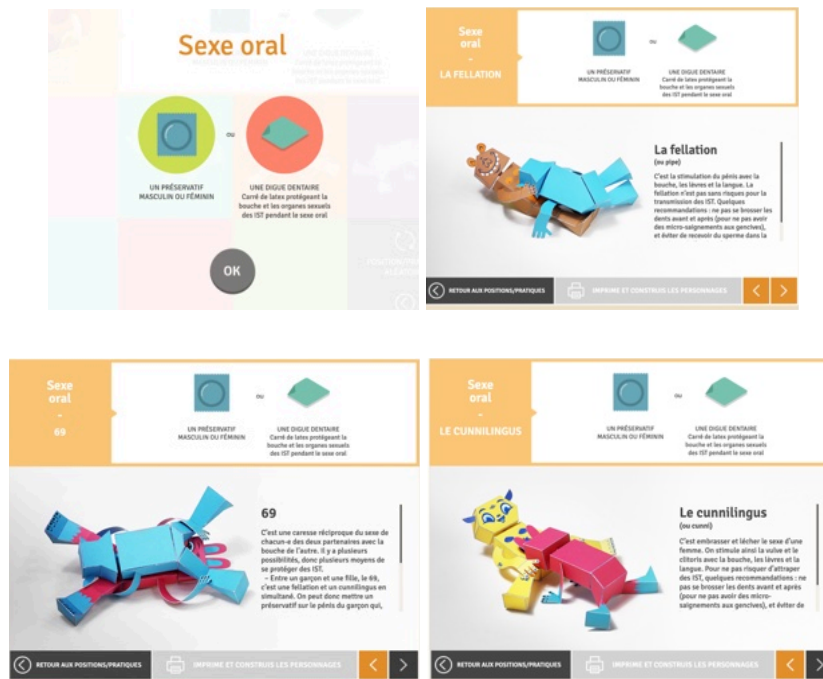 Sexe oral
UN PRÉSERVATIF
MASCULIN OU FÉMININ
ou
UNE DIGUE DENTAIRE
Carré de latex protégeant la
bouche et les organes sexuels
des IST pendant le sexe oral
OK
Sexe
oral
-
LA FELLATION
UN PRÉSERVATIF
MASCULIN OU FÉMININ
ou
UNE DIGUE DENTAIRE
Carré de latex protégeant la
bouche et les organes sexuels
des IST pendant le sexe oral
La fellation
(ou pipe)
C'est la stimulation du pénis avec la
bouche, les lèvres et la langue. La
fellation n'est pas sans risques pour la
transmission des IST. Quelques
recommandations : ne pas se brosser les
dents avant et après (pour ne pas avoir
des micro-saignements aux gencives),
et éviter de recevoir du sperme dans la
RETOUR AUX POSITIONS/PRATIQUES
IMPRIME ET CONSTRUIS LES PERSONNAGES
Sexe
oral
-
69
UN PRÉSERVATIF
MASCULIN OU FÉMININ
ou
UNE DIGUE DENTAIRE
Carré de latex protégeant la
bouche et les organes sexuels
des IST pendant le sexe oral
69
C'est une caresse réciproque du sexe de
chacun-e des deux partenaires avec la
bouche de l'autre. Il y a plusieurs
possibilités, donc plusieurs moyens de
se protéger des IST.
– Entre un garçon et une fille, le 69,
c'est une fellation et un cunnilingus en
simultané. On peut donc mettre un
préservatif sur le pénis du garçon qui,
RETOUR AUX POSITIONS/PRATIQUES
IMPRIME ET CONSTRUIS LES PERSONNAGES
Sexe
oral
-
LE CUNNILINGUS
UN PRÉSERVATIF
MASCULIN OU FÉMININ
ou
UNE DIGUE DENTAIRE
Carré de latex protégeant la
bouche et les organes sexuels
des IST pendant le sexe oral
Le cunnilingus
(ou cunni)
C'est embrasser et lécher le sexe d'une
femme. On stimule ainsi la vulve et le
clitoris avec la bouche, les lèvres et la
langue. Pour ne pas risquer d'attraper
des IST, quelques recommandations : ne
pas se brosser les dents avant et après
(pour ne pas avoir des micro-
saignements aux gencives), et éviter de
RETOUR AUX POSITIONS/PRATIQUES
IMPRIME ET CONSTRUIS LES PERSONNAGES